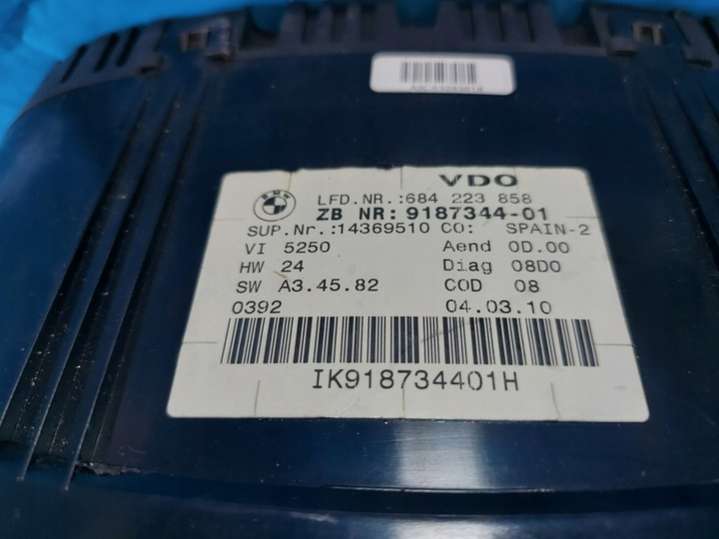 VDO
BMW
LFD.NR.:684 223 858
ZB NR: 9187344-01
SUP.Nr.:14369510 CO: SPAIN-2
VI 5250 Aend 0D.00
HW 24 Diag 08D0
SW A3.45.82 COD 08
0392 04.03.10
IK918734401H